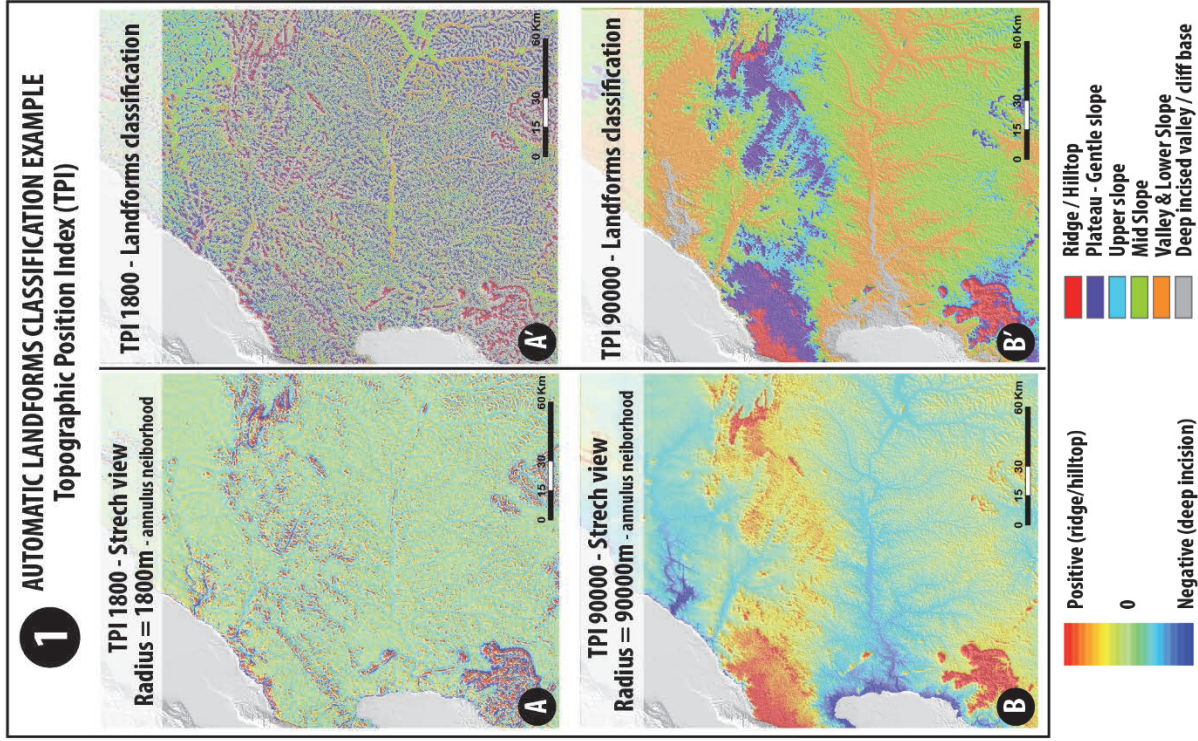 1
AUTOMATIC LANDFORMS CLASSIFICATION EXAMPLE
Topographic Position Index (TPI)
TPI 1800 - Strech view
Radius = 1800m - annulus neiborhood
A
0 15 30 60 Km
TPI 1800 - Landforms classification
A'
0 15 30 60 Km
TPI 90000 - Strech view
Radius = 90000m - annulus neiborhood
B
0 15 30 60 Km
TPI 90000 - Landforms classification
B'
0 15 30 60 Km
Positive (riidge/hilltop)
0
Negative (deep incision)
Ridge / Hilltop
Plateau - Gentle slope
Upper slope
Mid Slope
Valley & Lower Slope
Deep incised valley / cliff base